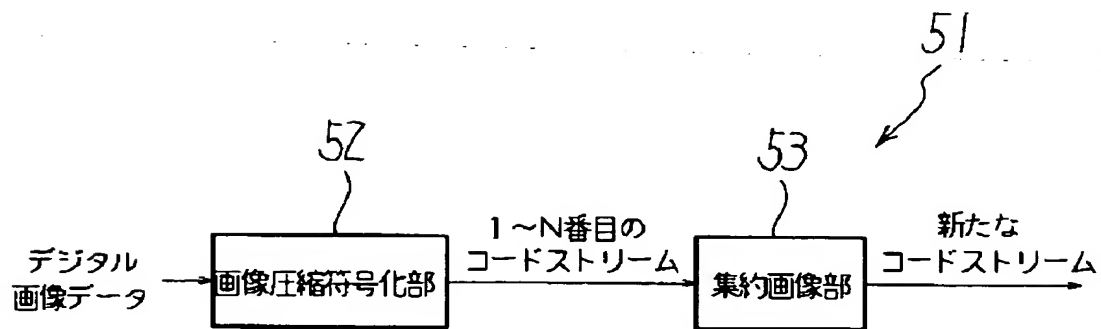 51
52
53
デジタル
画像データ
画像圧縮符号化部
1〜N番目の
コードストリーム
集約画像部
新たな
コードストリーム